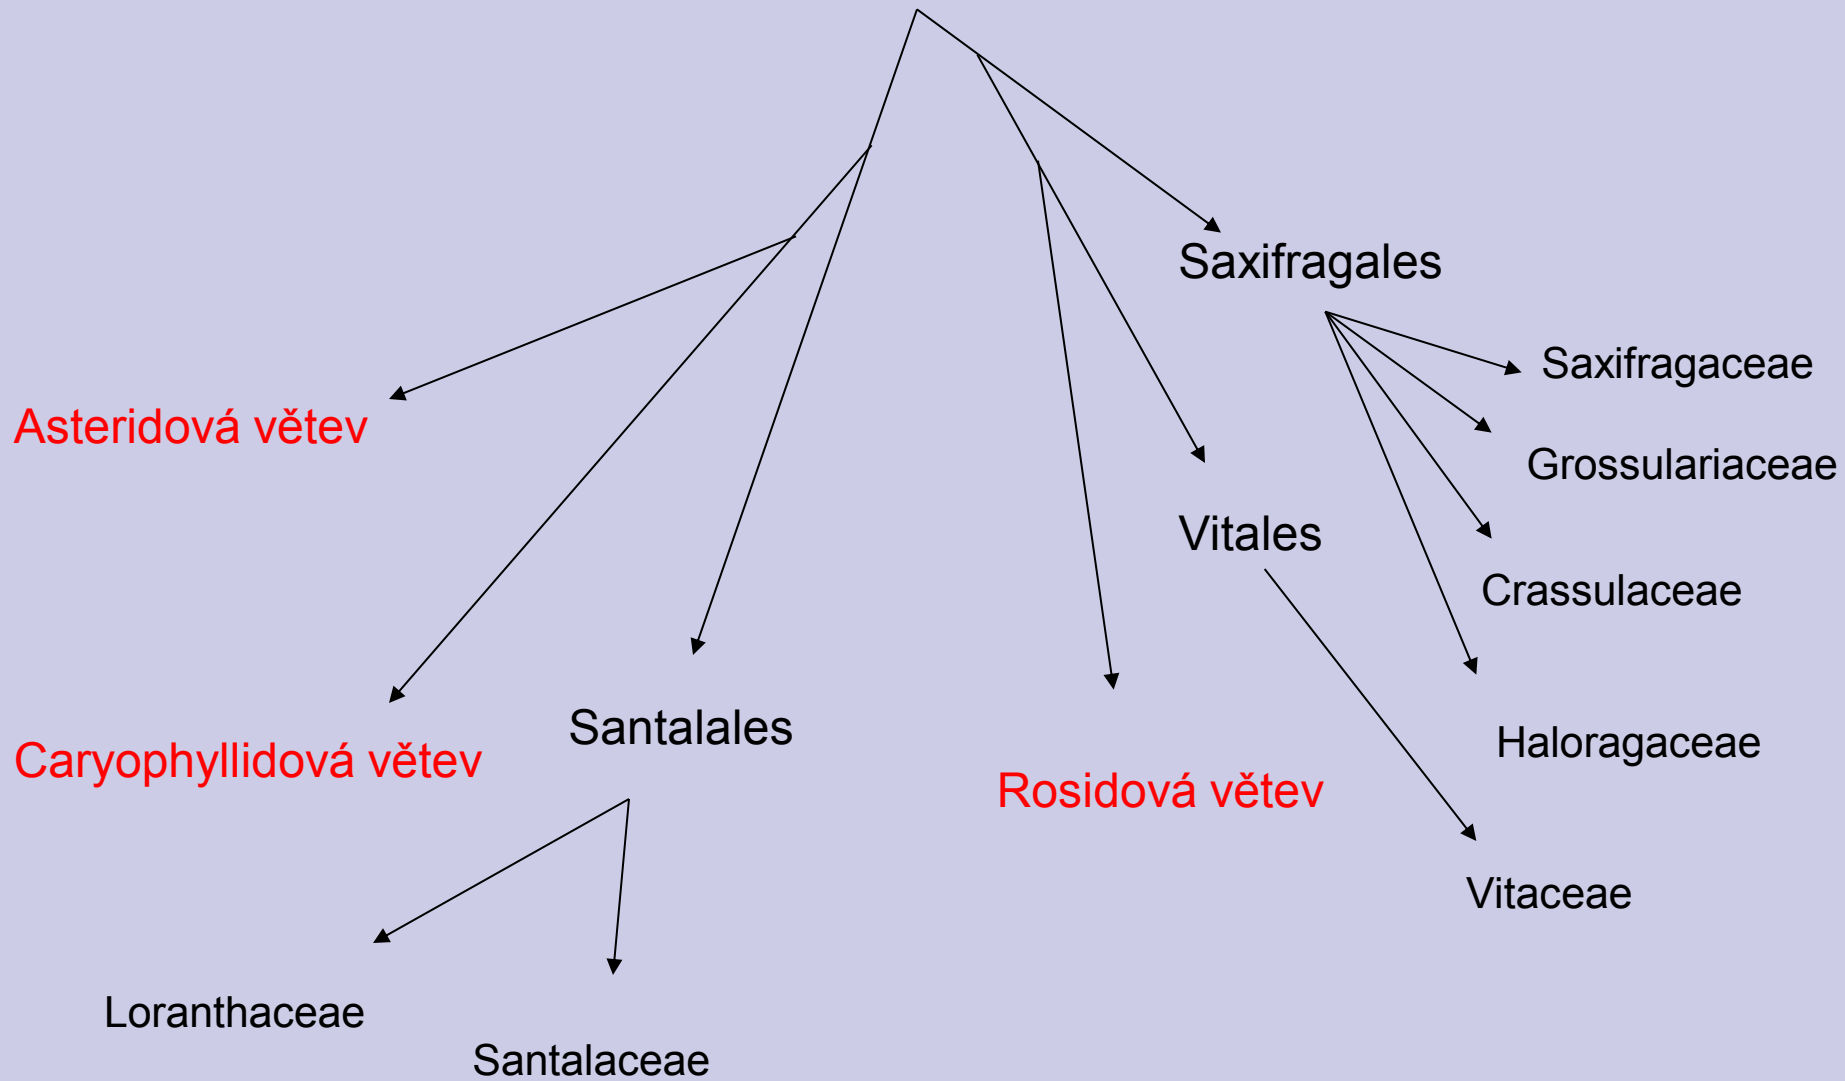 Saxifragales
Saxifragaceae
Asteridová větev
Grossulariaceae
Vitales
Crassulaceae
Santalales
Haloragaceae
Caryophyllidová větev
Rosidová větev
Vitaceae
Loranthaceae
Santalaceae